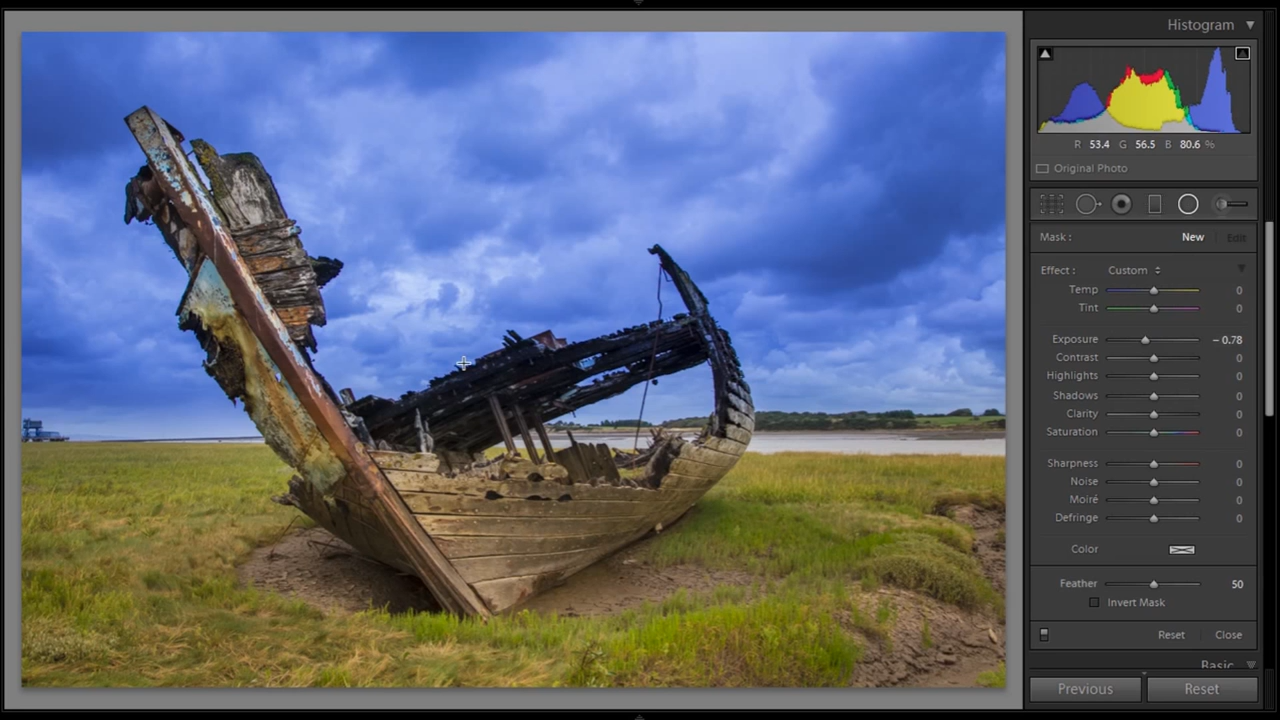 Histogram
R 53.4 G 56.5 B 80.6 %
Original Photo
Mask : New Edit
Effect : Custom
Temp 0
Tint 0
Exposure – 0.78
Contrast 0
Highlights 0
Shadows 0
Clarity 0
Saturation 0
Sharpness 0
Noise 0
Moiré 0
Defringe 0
Color
Feather 50
Invert Mask
Reset Close
Basic
Previous Reset